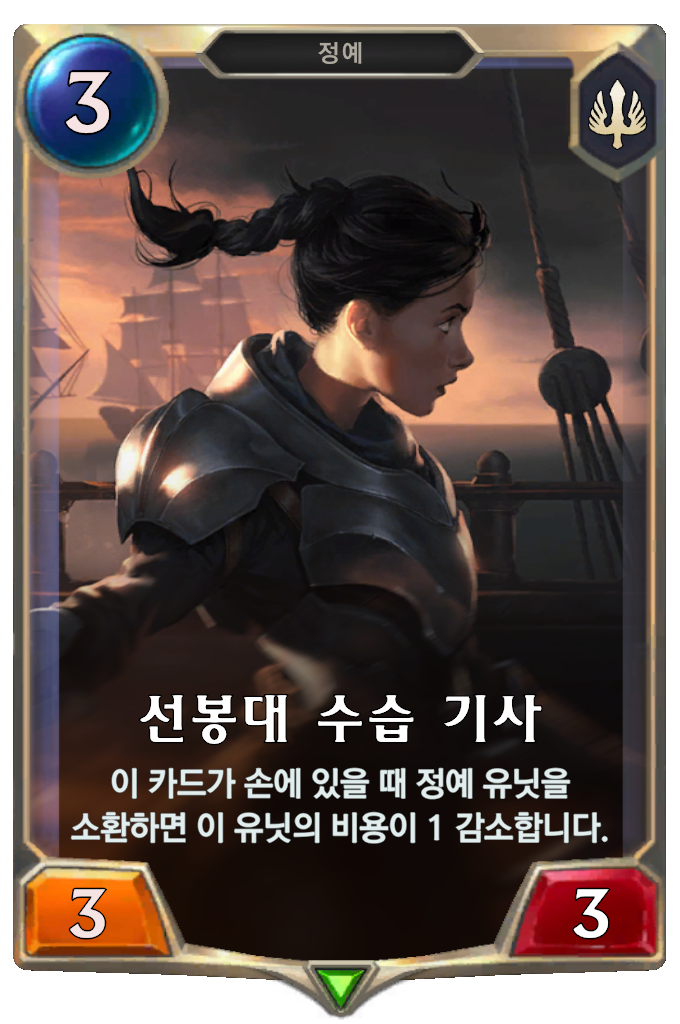 정예
3
선봉대 수습 기사
이 카드가 손에 있을 때 정예 유닛을
소환하면 이 유닛의 비용이 1 감소합니다.
3
3